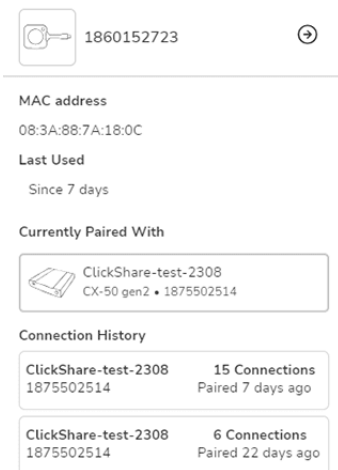 1860152723
MAC address
08:3A:88:7A:18:0C
Last Used
Since 7 days
Currently Paired With
ClickShare-test-2308
CX-50 gen2 • 1875502514
Connection History
ClickShare-test-2308 15 Connections
1875502514 Paired 7 days ago
ClickShare-test-2308 6 Connections
1875502514 Paired 22 days ago